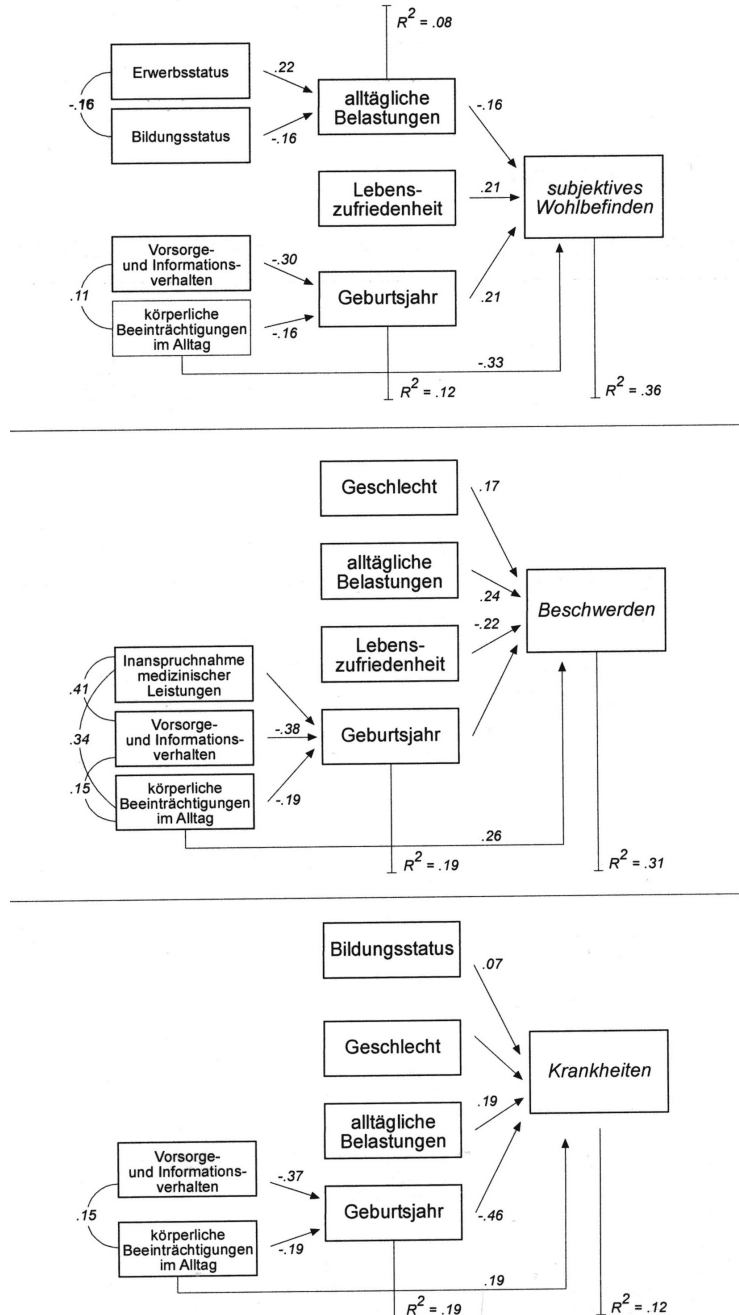 R² = .08
Erwerbsstatus
.22
-.16
alltägliche
Belastungen
-.16
Bildungsstatus
-.16
Lebens-
zufriedenheit
.21
subjektives
Wohlbefinden
Vorsorge-
und Informations-
verhalten
-.30
.11
Geburtsjahr
.21
körperliche
Beeinträchtigungen
im Alltag
-.16
-.33
R² = .12
R² = .36
Geschlecht
.17
alltägliche
Belastungen
.24
Beschwerden
-.22
Lebens-
zufriedenheit
Inanspruchnahme
medizinischer
Leistungen
.41
Vorsorge-
und Informations-
verhalten
-.38
Geburtsjahr
.34
.15
körperliche
Beeinträchtigungen
im Alltag
-.19
.26
R² = .19
R² = .31
Bildungsstatus
.07
Geschlecht
Krankheiten
alltägliche
Belastungen
.19
Vorsorge-
und Informations-
verhalten
-.37
.15
Geburtsjahr
-.46
körperliche
Beeinträchtigungen
im Alltag
-.19
.19
R² = .19
R² = .12